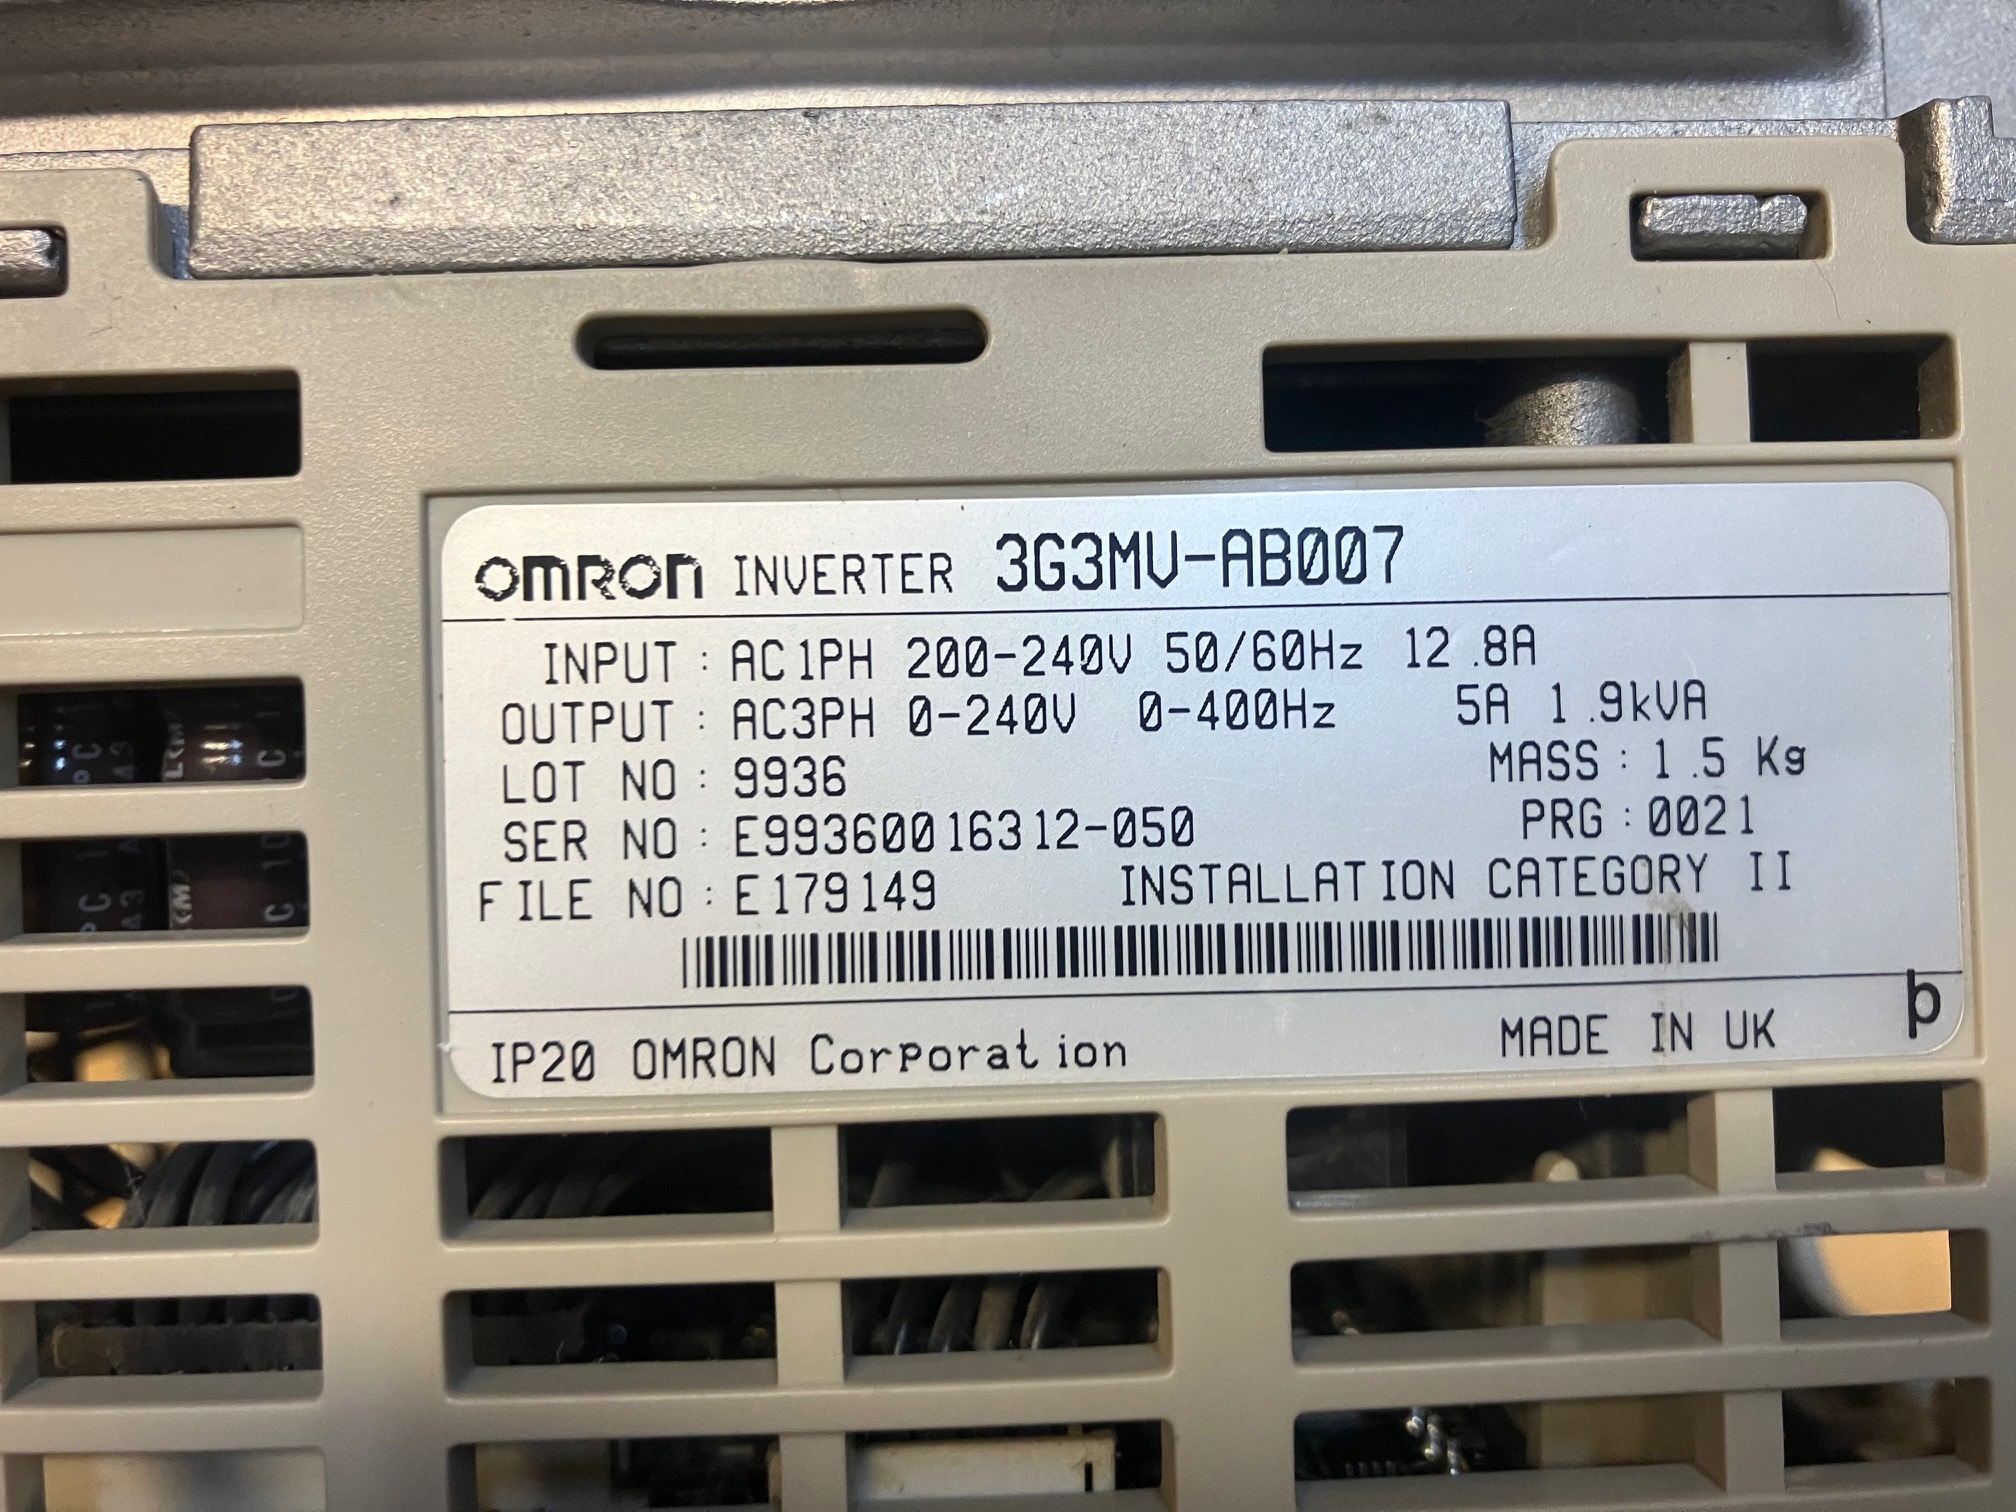 OMRON INVERTER 3G3MV-AB007
INPUT : AC1PH 200-240V 50/60Hz 12.8A
OUTPUT : AC3PH 0-240V 0-400Hz 5A 1.9kVA
LOT NO : 9936 MASS : 1.5 Kg
SER NO : E99360016312-050 PRG : 0021
FILE NO : E179149 INSTALLATION CATEGORY II
IP20 OMRON Corporation MADE IN UK
b